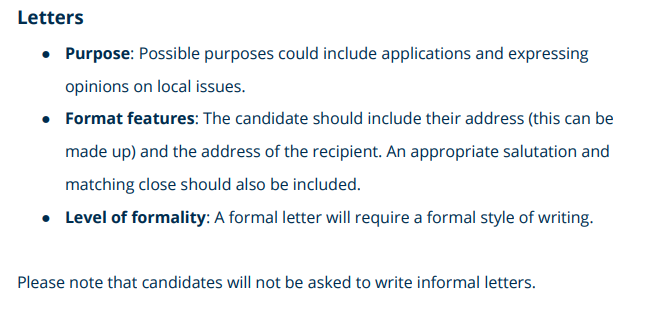 Letters
● Purpose: Possible purposes could include applications and expressing
opinions on local issues.
● Format features: The candidate should include their address (this can be
made up) and the address of the recipient. An appropriate salutation and
matching close should also be included.
● Level of formality: A formal letter will require a formal style of writing.
Please note that candidates will not be asked to write informal letters.